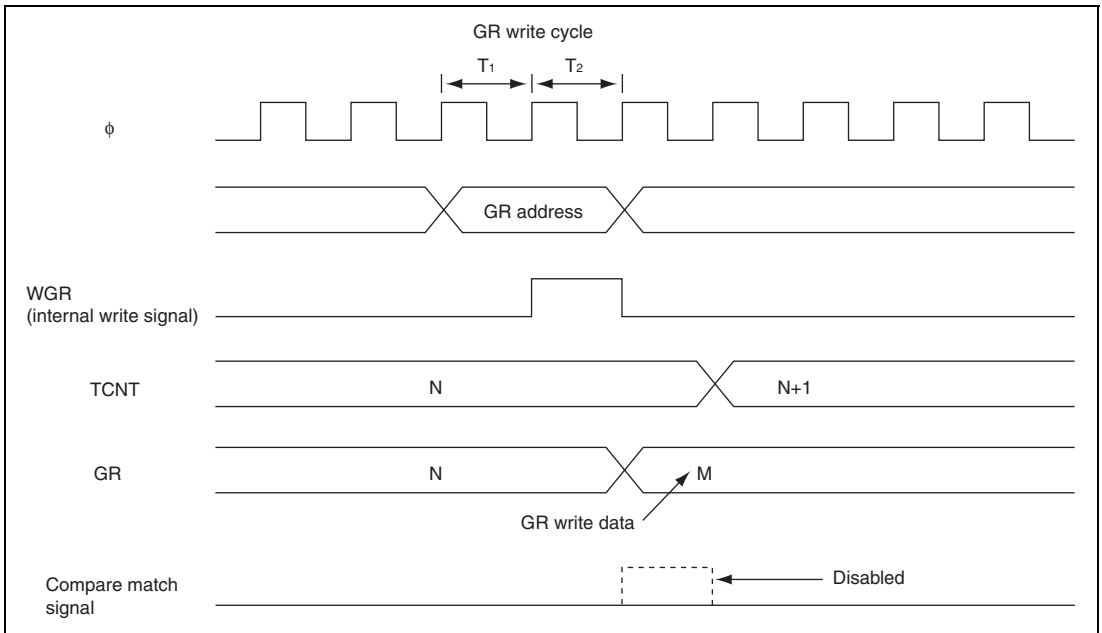 GR write cycle
T1 T2
ϕ
GR address
WGR
(internal write signal)
TCNT N N+1
GR N M
GR write data
Compare match
signal
Disabled